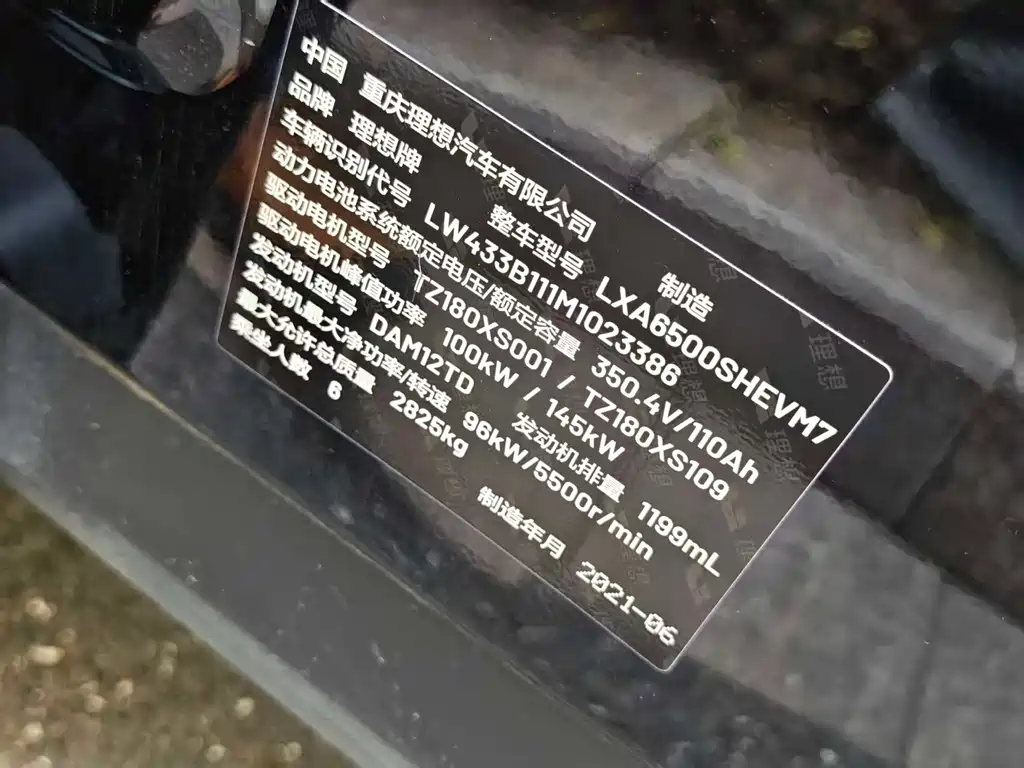 中国 重庆理想汽车有限公司 制造
品牌 理想牌 整车型号 LXA6500SHEVM7
车辆识别代号 LW433B111M1023386
动力电池系统额定电压/额定容量 350.4V/110Ah
驱动电机型号 TZ180XS001 / TZ180XS109
驱动电机峰值功率 100kW / 145kW
发动机型号 DAM12TD 发动机排量 1199mL
发动机最大净功率/转速 96kW/5500r/min
最大允许总质量 2825kg
乘坐人数 6 制造年月 2021-06